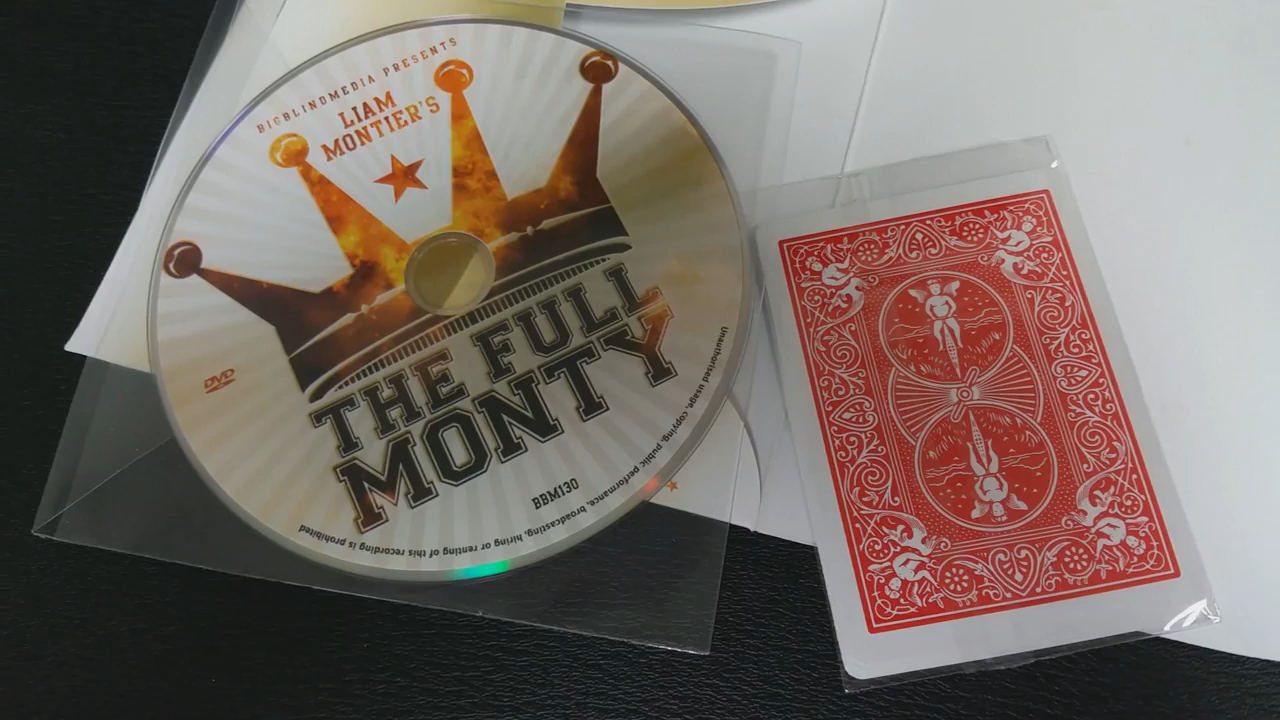 BIGBLINDMEDIA PRESENTS
LIAM
MONTIER'S
DVD
THE FULL
MONTY
BBM130
Unauthorised usage, copying, public performance, broadcasting, hiring or renting of this recording is prohibited